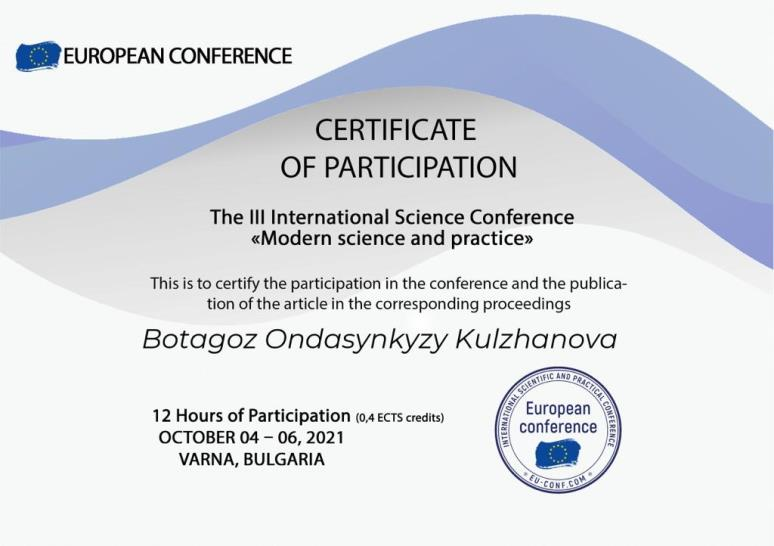 EUROPEAN CONFERENCE
CERTIFICATE
OF PARTICIPATION
The III International Science Conference
«Modern science and practice»
This is to certify the participation in the conference and the publica-
tion of the article in the corresponding proceedings
Botagoz Ondasynkyzy Kulzhanova
12 Hours of Participation (0,4 ECTS credits)
OCTOBER 04 – 06, 2021
VARNA, BULGARIA
INTERNATIONAL SCIENTIFIC AND PRACTICAL CONFERENCE
European
conference
EU-CONF.COM